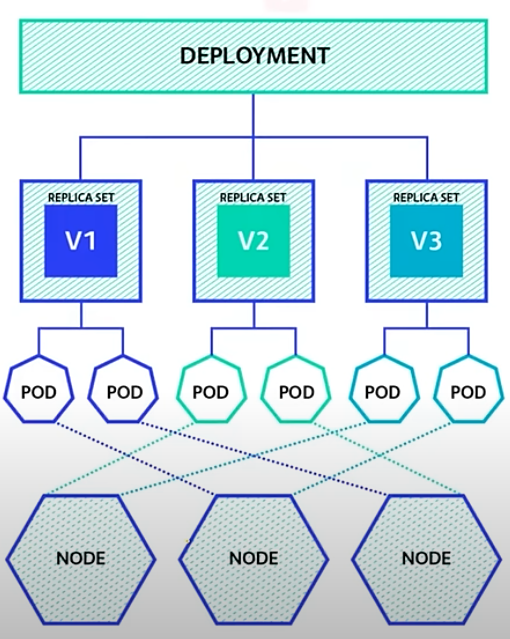 DEPLOYMENT
REPLICA SET
V1
REPLICA SET
V2
REPLICA SET
V3
POD
POD
POD
POD
POD
POD
NODE
NODE
NODE